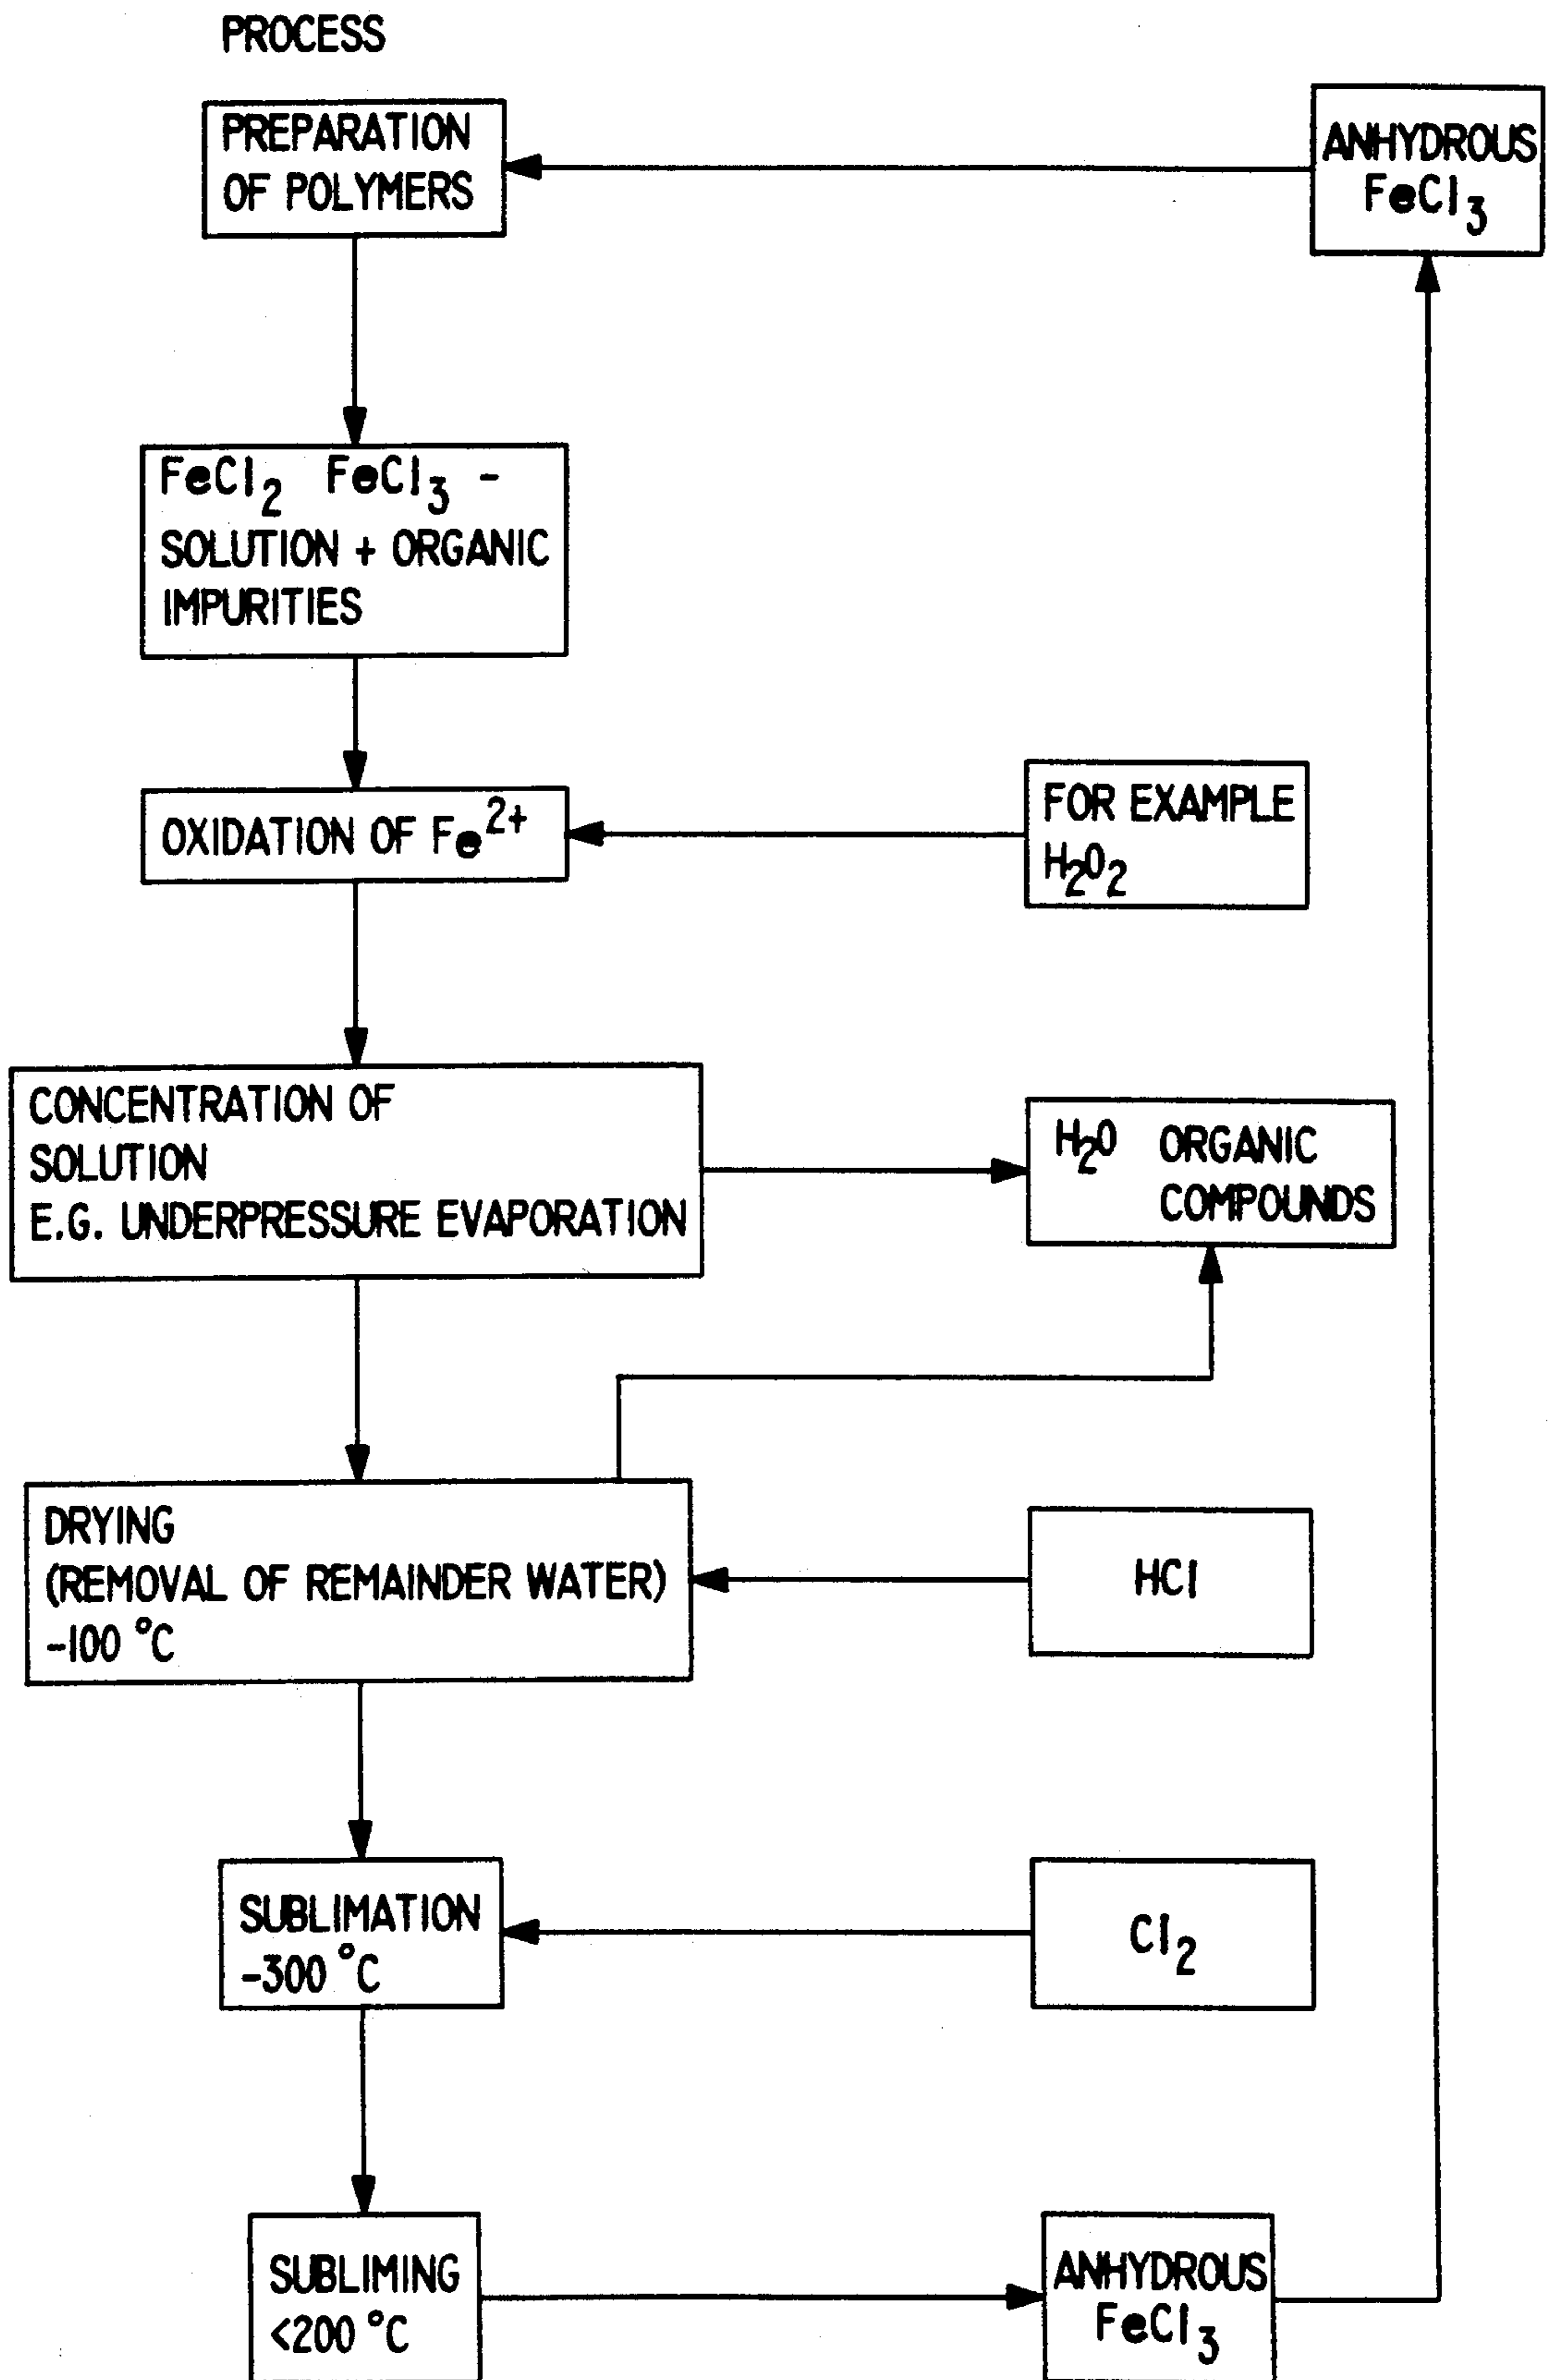 PROCESS
PREPARATION
OF POLYMERS
ANHYDROUS
FeCl₃
FeCl₂ FeCl₃ -
SOLUTION + ORGANIC
IMPURITIES
OXIDATION OF Fe²⁺
FOR EXAMPLE
H₂O₂
CONCENTRATION OF
SOLUTION
E.G. UNDERPRESSURE EVAPORATION
H₂O ORGANIC
COMPOUNDS
DRYING
(REMOVAL OF REMAINDER WATER)
-100 °C
HCl
SUBLIMATION
-300 °C
Cl₂
SUBLIMING
<200 °C
ANHYDROUS
FeCl₃